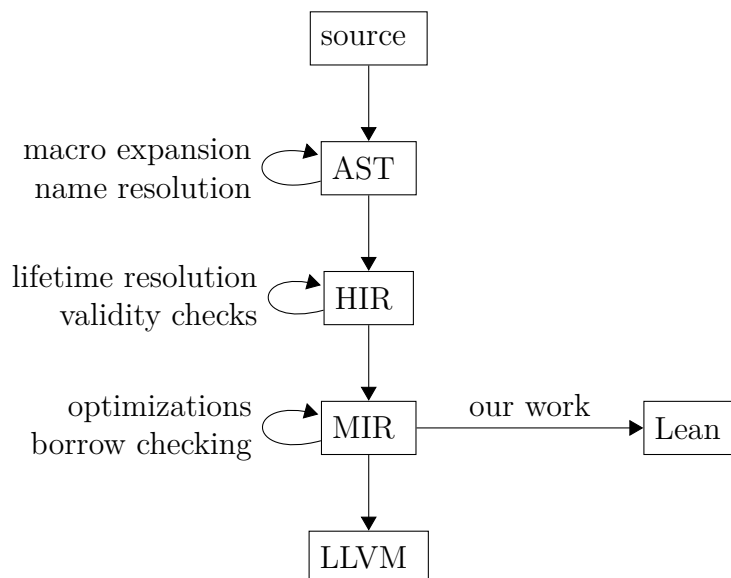 source
macro expansion
name resolution
AST
lifetime resolution
validity checks
HIR
optimizations
borrow checking
MIR
our work
Lean
LLVM